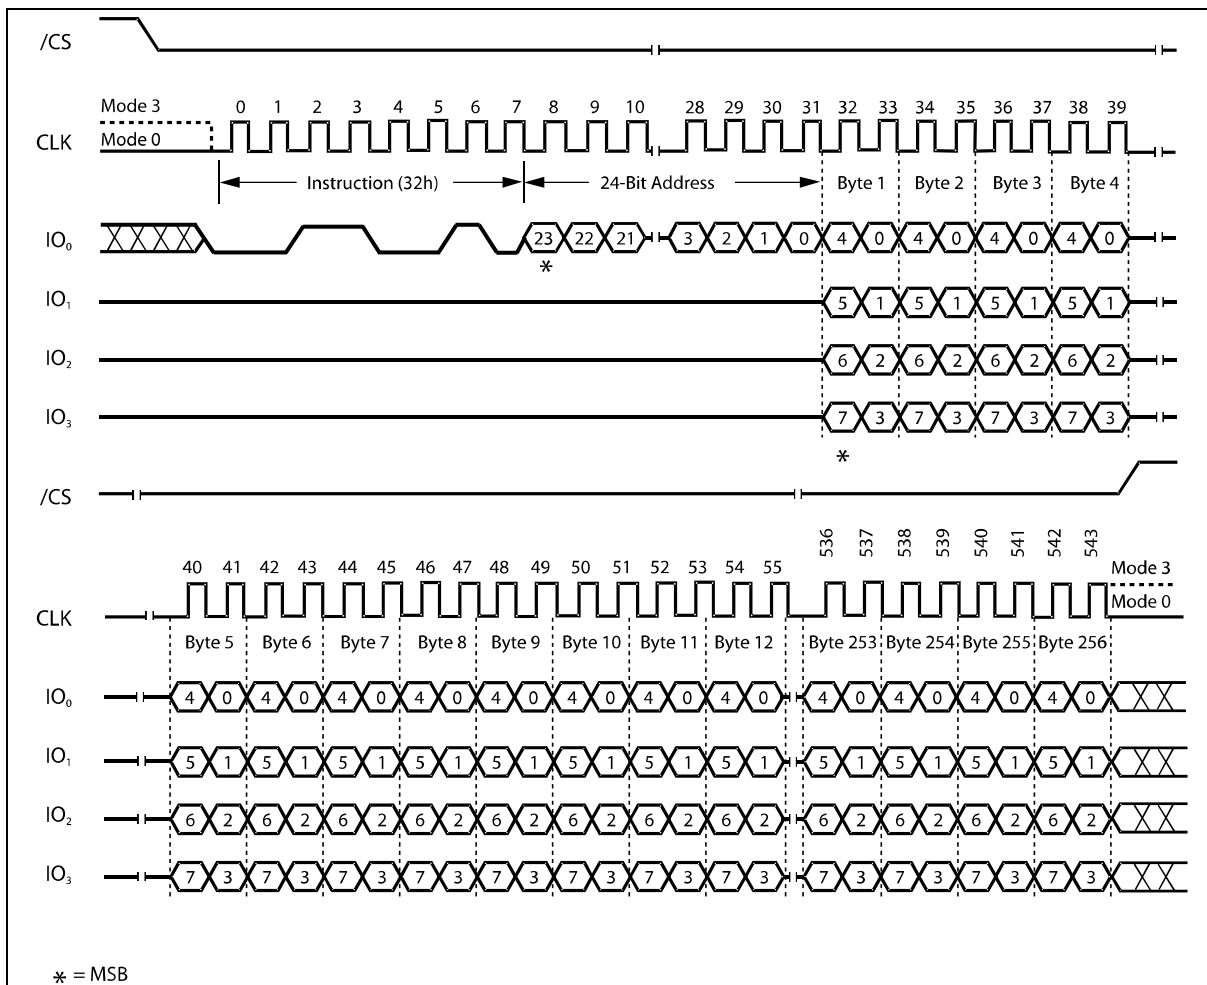 /CS
Mode 3
Mode 0
CLK
0 1 2 3 4 5 6 7 8 9 10 28 29 30 31 32 33 34 35 36 37 38 39
Instruction (32h) 24-Bit Address Byte 1 Byte 2 Byte 3 Byte 4
IO₀ 23 22 21 3 2 1 0 4 0 4 0 4 0 4 0
*
IO₁ 5 1 5 1 5 1 5 1
IO₂ 6 2 6 2 6 2 6 2
IO₃ 7 3 7 3 7 3 7 3
*
/CS
536 537 538 539 540 541 542 543
40 41 42 43 44 45 46 47 48 49 50 51 52 53 54 55
Mode 3
Mode 0
CLK
Byte 5 Byte 6 Byte 7 Byte 8 Byte 9 Byte 10 Byte 11 Byte 12 Byte 253 Byte 254 Byte 255 Byte 256
IO₀ 4 0 4 0 4 0 4 0 4 0 4 0 4 0 4 0 4 0 4 0 4 0 4 0
IO₁ 5 1 5 1 5 1 5 1 5 1 5 1 5 1 5 1 5 1 5 1 5 1 5 1
IO₂ 6 2 6 2 6 2 6 2 6 2 6 2 6 2 6 2 6 2 6 2 6 2 6 2
IO₃ 7 3 7 3 7 3 7 3 7 3 7 3 7 3 7 3 7 3 7 3 7 3 7 3
* = MSB